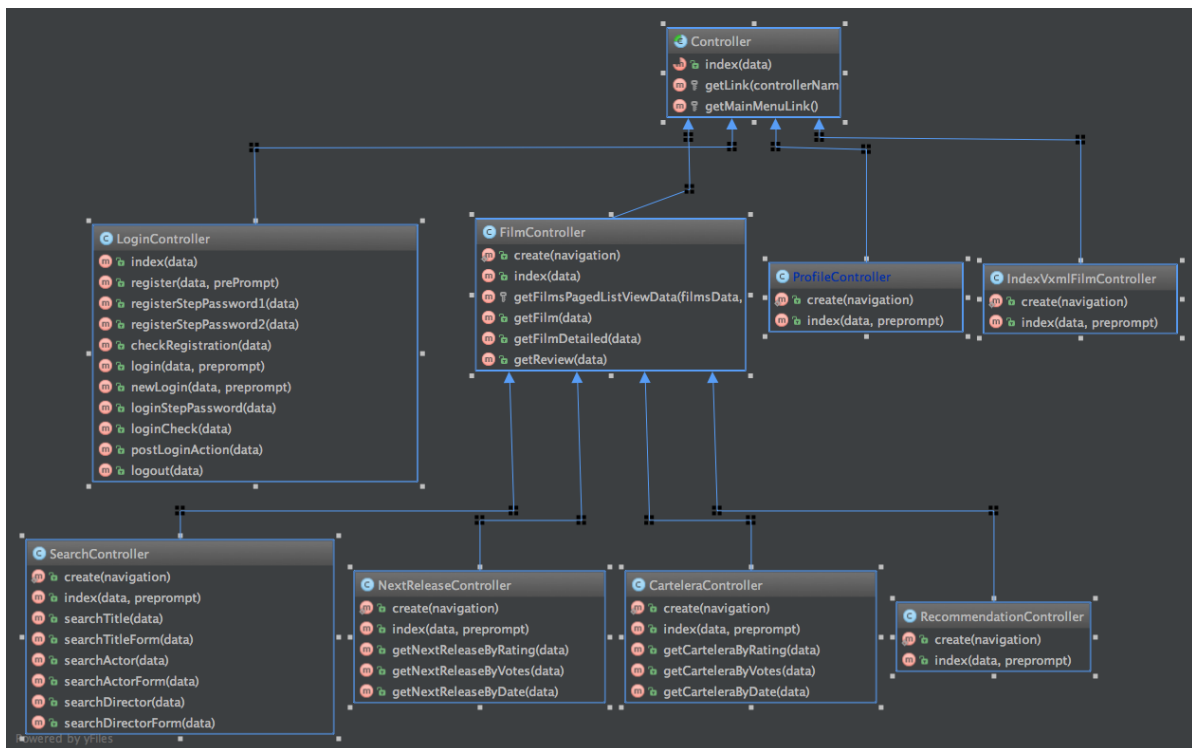 Controller
index(data)
getLink(controllerNam
getMainMenuLink()
LoginController
index(data)
register(data, prePrompt)
registerStepPassword1(data)
registerStepPassword2(data)
checkRegistration(data)
login(data, preprompt)
newLogin(data, preprompt)
loginStepPassword(data)
loginCheck(data)
postLoginAction(data)
logout(data)
FilmController
create(navigation)
index(data)
getFilmsPagedListViewData(filmsData,
getFilm(data)
getFilmDetailed(data)
getReview(data)
ProfileController
create(navigation)
index(data, preprompt)
IndexVxmlFilmController
create(navigation)
index(data, preprompt)
SearchController
create(navigation)
index(data, preprompt)
searchTitle(data)
searchTitleForm(data)
searchActor(data)
searchActorForm(data)
searchDirector(data)
searchDirectorForm(data)
NextReleaseController
create(navigation)
index(data, preprompt)
getNextReleaseByRating(data)
getNextReleaseByVotes(data)
getNextReleaseByDate(data)
CarteleraController
create(navigation)
index(data, preprompt)
getCarteleraByRating(data)
getCarteleraByVotes(data)
getCarteleraByDate(data)
RecommendationController
create(navigation)
index(data, preprompt)
Powered by yFiles